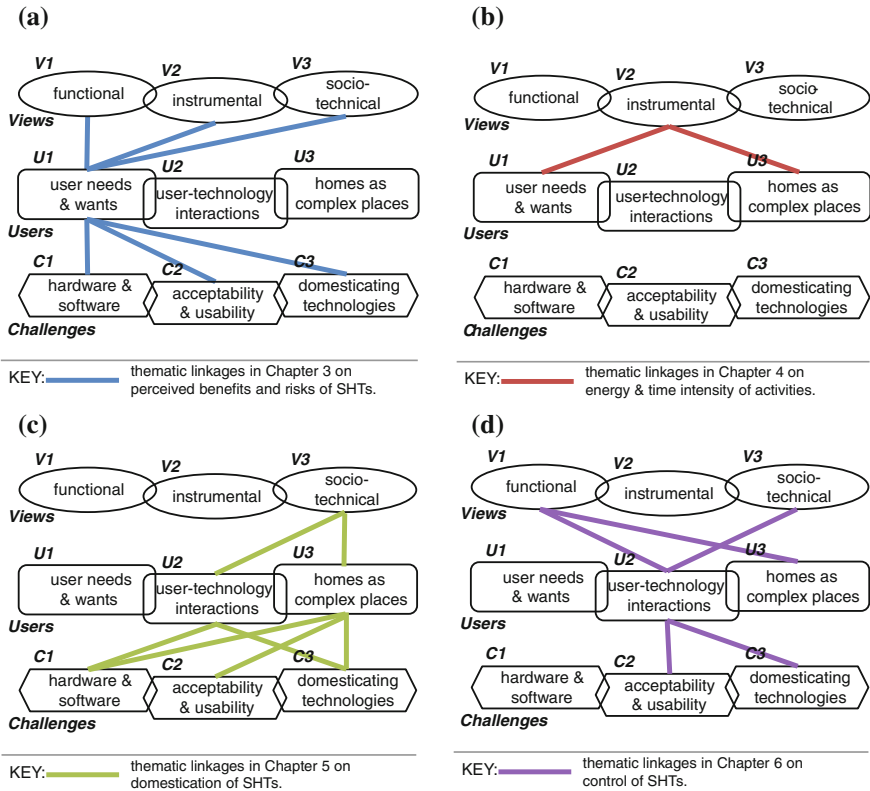 (a)
V1
V2
V3
functional
instrumental
socio-
technical
Views
U1
U2
U3
user needs
& wants
user-technology
interactions
homes as
complex places
Users
C1
C2
C3
hardware &
software
acceptability
& usability
domesticating
technologies
Challenges
KEY:
thematic linkages in Chapter 3 on
perceived benefits and risks of SHTs.
(b)
V1
V2
V3
functional
instrumental
socio-
technical
Views
U1
U2
U3
user needs
& wants
user-technology
interactions
homes as
complex places
Users
C1
C2
C3
hardware &
software
acceptability
& usability
domesticating
technologies
Challenges
KEY:
thematic linkages in Chapter 4 on
energy & time intensity of activities.
(c)
V1
V2
V3
functional
instrumental
socio-
technical
Views
U1
U2
U3
user needs
& wants
user-technology
interactions
homes as
complex places
Users
C1
C2
C3
hardware &
software
acceptability
& usability
domesticating
technologies
Challenges
KEY:
thematic linkages in Chapter 5 on
domestication of SHTs.
(d)
V1
V2
V3
functional
instrumental
socio-
technical
Views
U1
U2
U3
user needs
& wants
user-technology
interactions
homes as
complex places
Users
C1
C2
C3
hardware &
software
acceptability
& usability
domesticating
technologies
Challenges
KEY:
thematic linkages in Chapter 6 on
control of SHTs.